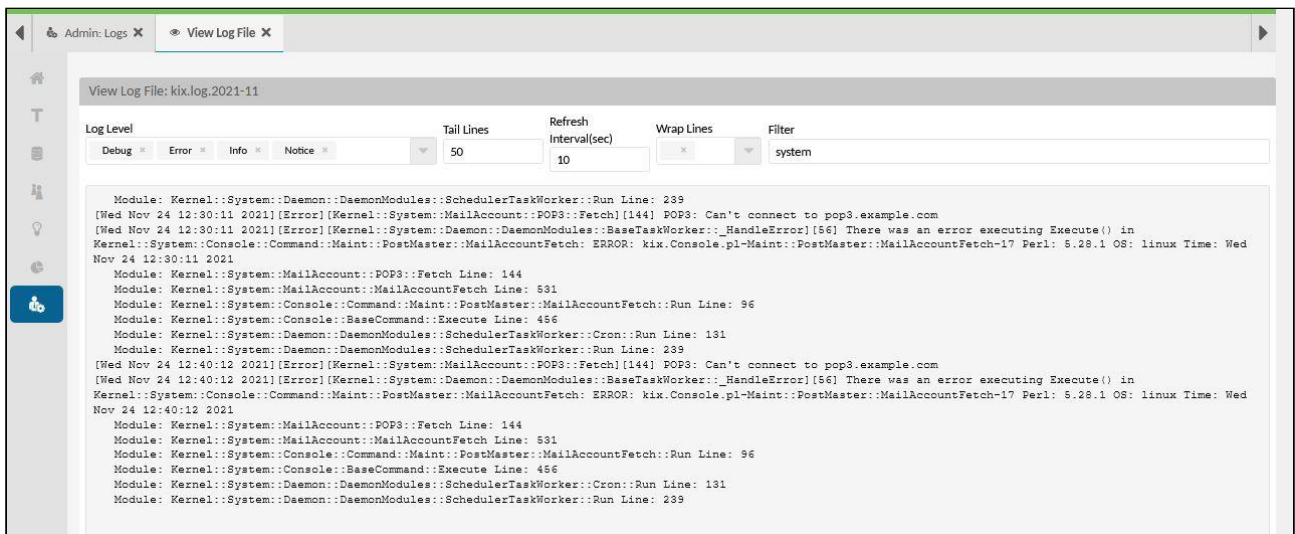 Admin: Logs
View Log File
View Log File: kix.log.2021-11
Log Level
Tail Lines
Refresh
Interval(sec)
Wrap Lines
Filter
Debug
Error
Info
Notice
50
10
system
Module: Kernel::System::Daemon::DaemonModules::SchedulerTaskWorker::Run Line: 239
[Wed Nov 24 12:30:11 2021][Error][Kernel::System::MailAccount::POP3::Fetch][144] POP3: Can't connect to pop3.example.com
[Wed Nov 24 12:30:11 2021][Error][Kernel::System::Daemon::DaemonModules::BaseTaskWorker::_HandleError][56] There was an error executing Execute() in
Kernel::System::Console::Command::Maint::PostMaster::MailAccountFetch: ERROR: kix.Console.pl-Maint::PostMaster::MailAccountFetch-17 Perl: 5.28.1 OS: linux Time: Wed
Nov 24 12:30:11 2021
Module: Kernel::System::MailAccount::POP3::Fetch Line: 144
Module: Kernel::System::MailAccount::MailAccountFetch Line: 531
Module: Kernel::System::Console::Command::Maint::PostMaster::MailAccountFetch::Run Line: 96
Module: Kernel::System::Console::BaseCommand::Execute Line: 456
Module: Kernel::System::Daemon::DaemonModules::SchedulerTaskWorker::Cron::Run Line: 131
Module: Kernel::System::Daemon::DaemonModules::SchedulerTaskWorker::Run Line: 239
[Wed Nov 24 12:40:12 2021][Error][Kernel::System::MailAccount::POP3::Fetch][144] POP3: Can't connect to pop3.example.com
[Wed Nov 24 12:40:12 2021][Error][Kernel::System::Daemon::DaemonModules::BaseTaskWorker::_HandleError][56] There was an error executing Execute() in
Kernel::System::Console::Command::Maint::PostMaster::MailAccountFetch: ERROR: kix.Console.pl-Maint::PostMaster::MailAccountFetch-17 Perl: 5.28.1 OS: linux Time: Wed
Nov 24 12:40:12 2021
Module: Kernel::System::MailAccount::POP3::Fetch Line: 144
Module: Kernel::System::MailAccount::MailAccountFetch Line: 531
Module: Kernel::System::Console::Command::Maint::PostMaster::MailAccountFetch::Run Line: 96
Module: Kernel::System::Console::BaseCommand::Execute Line: 456
Module: Kernel::System::Daemon::DaemonModules::SchedulerTaskWorker::Cron::Run Line: 131
Module: Kernel::System::Daemon::DaemonModules::SchedulerTaskWorker::Run Line: 239